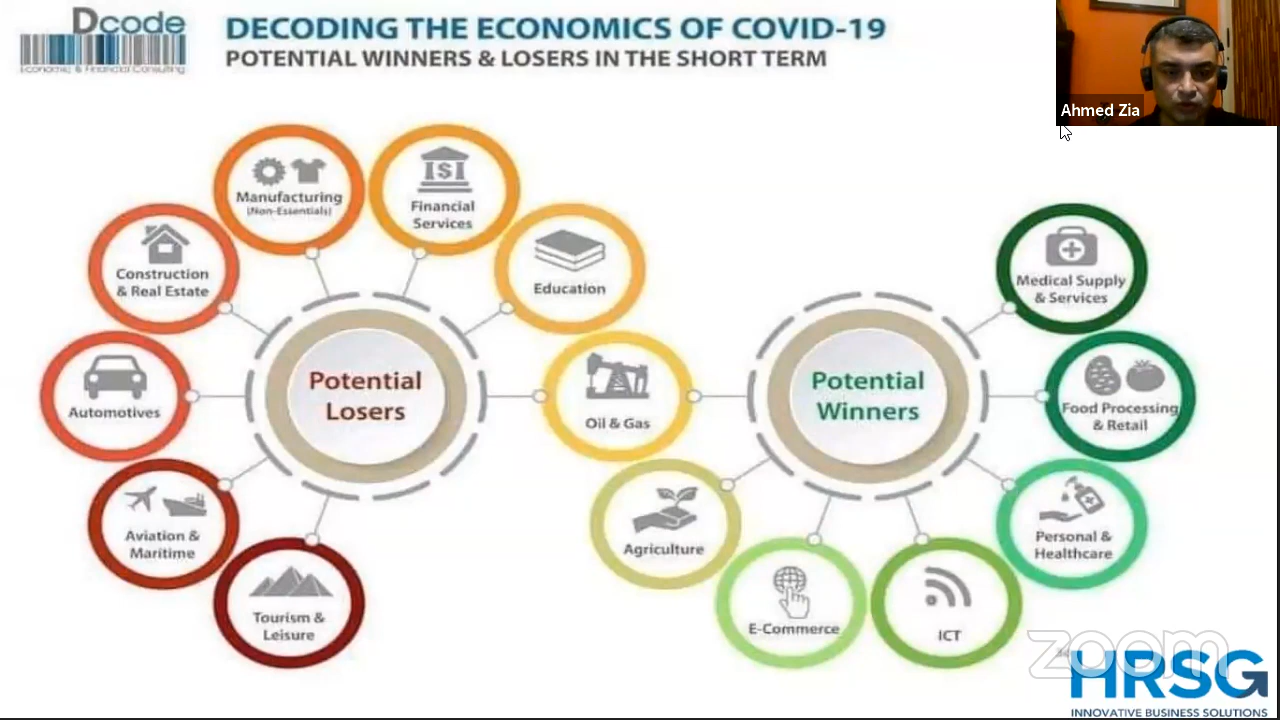 Dcode
Economic & Financial Consulting
DECODING THE ECONOMICS OF COVID-19
POTENTIAL WINNERS & LOSERS IN THE SHORT TERM
Ahmed Zia
Manufacturing
(Non-Essentials)
Financial
Services
Construction
& Real Estate
Education
Automotives
Potential
Losers
Oil & Gas
Aviation &
Maritime
Tourism &
Leisure
Potential
Winners
Medical Supply
& Services
Food Processing
& Retail
Personal &
Healthcare
Agriculture
E-Commerce
ICT
zoom
HRSG
INNOVATIVE BUSINESS SOLUTIONS